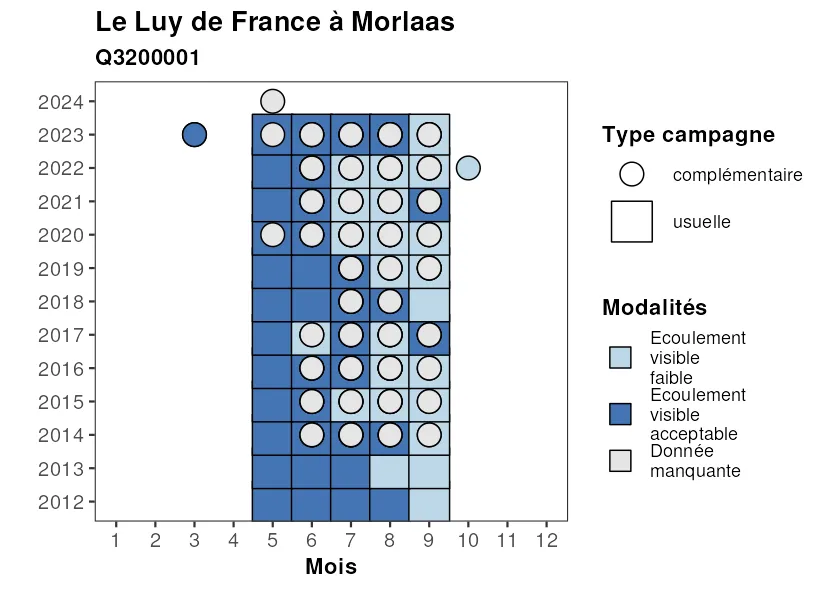 Le Luy de France à Morlaas
Q3200001
2024
2023
2022
2021
2020
2019
2018
2017
2016
2015
2014
2013
2012
1 2 3 4 5 6 7 8 9 10 11 12
Mois
Type campagne
complémentaire
usuelle
Modalités
Ecoulement
visible
faible
Ecoulement
visible
acceptable
Donnée
manquante